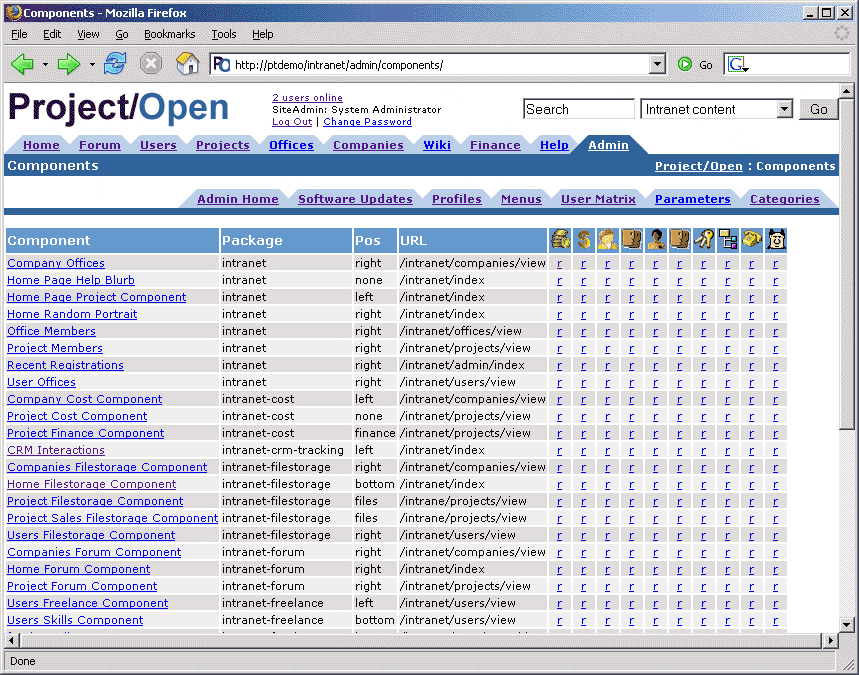 Components - Mozilla Firefox
File Edit View Go Bookmarks Tools Help
http://ptdemo/intranet/admin/components/ Go G
Project/Open
2 users online
SiteAdmin: System Administrator
Log Out | Change Password
Search Intranet content Go
Home Forum Users Projects Offices Companies Wiki Finance Help Admin
Components Project/Open : Components
Admin Home Software Updates Profiles Menus User Matrix Parameters Categories
Component Package Pos URL
Company Offices intranet right /intranet/companies/view r r r r r r r r r r
Home Page Help Blurb intranet none /intranet/index r r r r r r r r r r
Home Page Project Component intranet left /intranet/index r r r r r r r r r r
Home Random Portrait intranet right /intranet/index r r r r r r r r r r
Office Members intranet right /intranet/offices/view r r r r r r r r r r
Project Members intranet right /intranet/projects/view r r r r r r r r r r
Recent Registrations intranet right /intranet/admin/index r r r r r r r r r r
User Offices intranet right /intranet/users/view r r r r r r r r r r
Company Cost Component intranet-cost left /intranet/companies/view r r r r r r r r r r
Project Cost Component intranet-cost none /intranet/projects/view r r r r r r r r r r
Project Finance Component intranet-cost finance /intranet/projects/view r r r r r r r r r r
CRM Interactions intranet-crm-tracking left /intranet/index r r r r r r r r r r
Companies Filestorage Component intranet-filestorage right /intranet/companies/view r r r r r r r r r r
Home Filestorage Component intranet-filestorage bottom /intranet/index r r r r r r r r r r
Project Filestorage Component intranet-filestorage files /intrane/projects/view r r r r r r r r r r
Project Sales Filestorage Component intranet-filestorage files /intrane/projects/view r r r r r r r r r r
Users Filestorage Component intranet-filestorage right /intranet/users/view r r r r r r r r r r
Companies Forum Component intranet-forum right /intranet/companies/view r r r r r r r r r r
Home Forum Component intranet-forum right /intranet/index r r r r r r r r r r
Project Forum Component intranet-forum right /intranet/projects/view r r r r r r r r r r
Users Freelance Component intranet-freelance left /intranet/users/view r r r r r r r r r r
Users Skills Component intranet-freelance bottom /intranet/users/view r r r r r r r r r r
Done